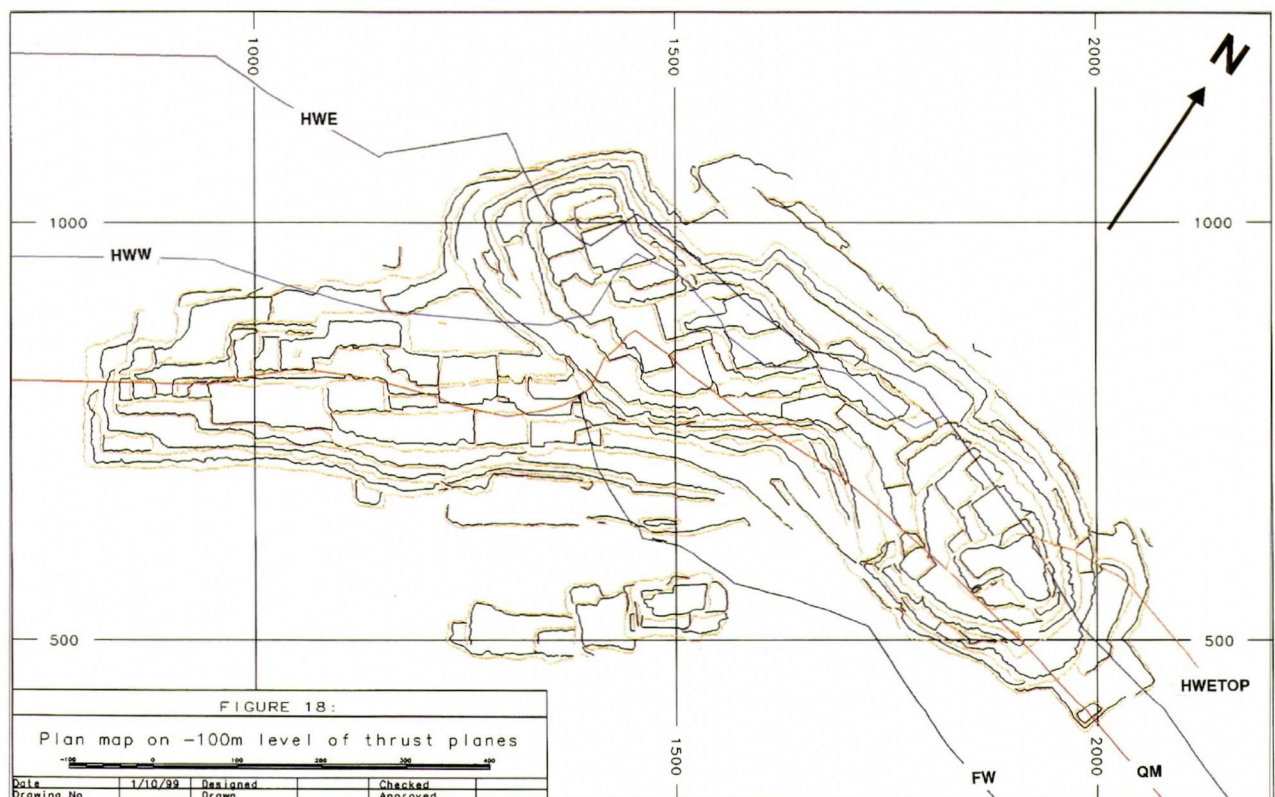 1000
1500
2000
N
HWE
1000
1000
HWW
500
500
HWETOP
FIGURE 18:
Plan map on -100m level of thrust planes
-100 0 100 200 300 400
1500
2000
FW
QM
Date 1/10/99 Designed Checked
Drawing No Drawn Approved